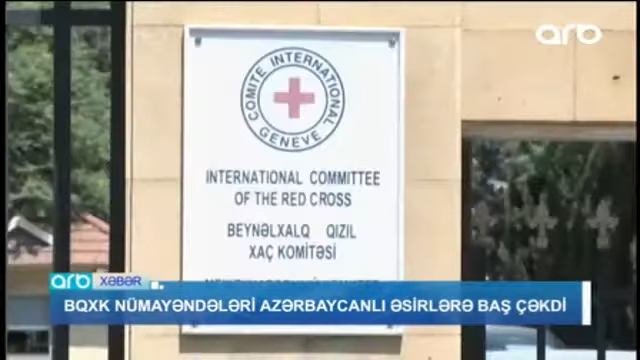 arb
COMITE INTERNATIONAL GENEVE
INTERNATIONAL COMMITTEE
OF THE RED CROSS
BEYNƏLXALQ QIZIL
XAÇ KOMİTƏSİ
arb XƏBƏR
BQXK NÜMAYƏNDƏLƏRİ AZƏRBAYCANLI ƏSİRLƏRƏ BAŞ ÇƏKDİ